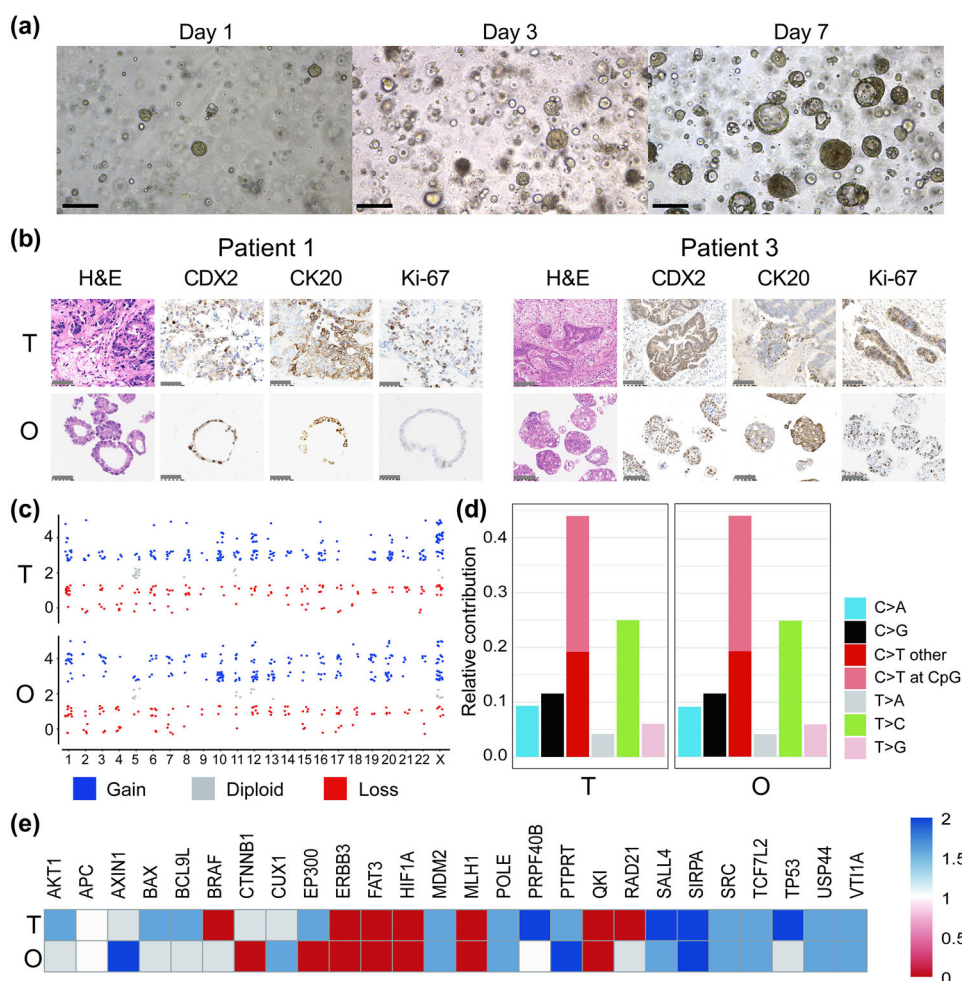 (a)
Day 1 Day 3 Day 7
(b)
Patient 1 Patient 3
H&E CDX2 CK20 Ki-67 H&E CDX2 CK20 Ki-67
T
O
(c)
4
2
0
T
4
2
0
O
1 2 3 4 5 6 7 8 9 10 11 12 13 14 15 16 17 18 19 20 21 22 X
Gain Diploid Loss
(d)
Relative contribution
0.4
0.3
0.2
0.1
0.0
T O
C>A
C>G
C>T other
C>T at CpG
T>A
T>C
T>G
(e)
AKT1 APC AXIN1 BAX BCL9L BRAF CTNNB1 CUX1 EP300 ERBB3 FAT3 HIF1A MDM2 MLH1 POLE PRPF40B PTPRT QKI RAD21 SALL4 SIRPA SRC TCF7L2 TP53 USP44 VTI1A
T
O
2
1.5
1
0.5
0